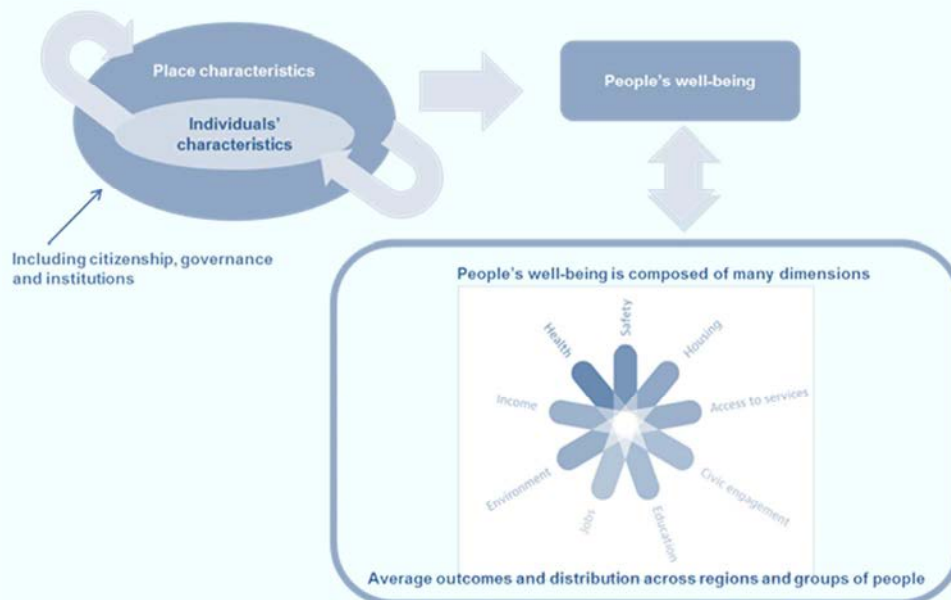 Place characteristics
Individuals'
characteristics
People's well-being
Including citizenship, governance
and institutions
People's well-being is composed of many dimensions
Safety
Health
Housing
Income
Access to services
Environment
Civic engagement
Jobs
Education
Average outcomes and distribution across regions and groups of people